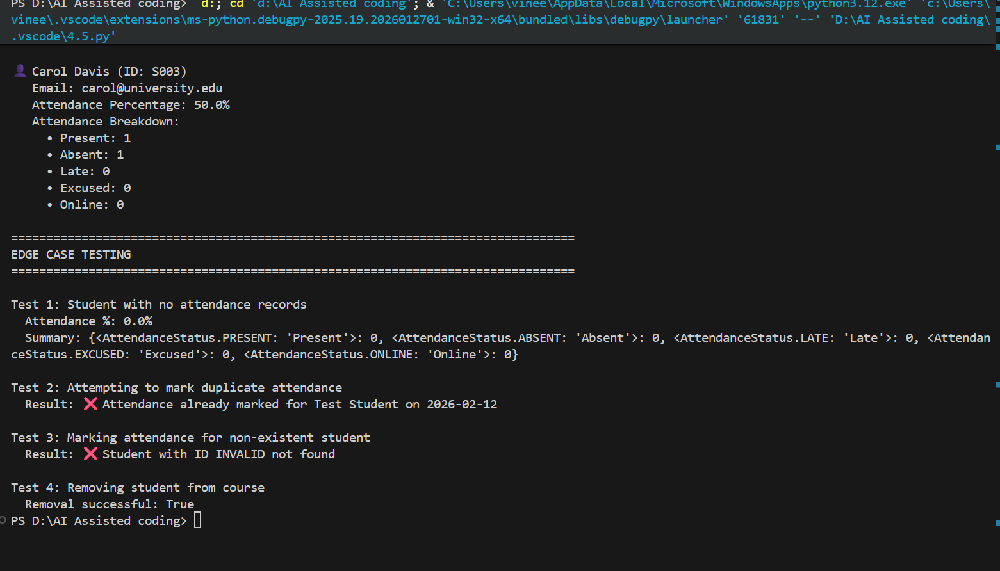 PS D:\AI Assisted coding>  d:; cd 'd:\AI Assisted coding'; & 'C:\Users\vinee\AppData\Local\Microsoft\WindowsApps\python3.12.exe' 'c:\Users\
vinee\.vscode\extensions\ms-python.debugpy-2025.19.2026012701-win32-x64\bundled\libs\debugpy\launcher' '61831' '--' 'D:\AI Assisted coding\
.vscode\4.5.py'
👤 Carol Davis (ID: S003)
Email: carol@university.edu
Attendance Percentage: 50.0%
Attendance Breakdown:
• Present: 1
• Absent: 1
• Late: 0
• Excused: 0
• Online: 0
================================================================================
EDGE CASE TESTING
================================================================================
Test 1: Student with no attendance records
Attendance %: 0.0%
Summary: {<AttendanceStatus.PRESENT: 'Present'>: 0, <AttendanceStatus.ABSENT: 'Absent'>: 0, <AttendanceStatus.LATE: 'Late'>: 0, <Attendan
ceStatus.EXCUSED: 'Excused'>: 0, <AttendanceStatus.ONLINE: 'Online'>: 0}
Test 2: Attempting to mark duplicate attendance
Result: ❌ Attendance already marked for Test Student on 2026-02-12
Test 3: Marking attendance for non-existent student
Result: ❌ Student with ID INVALID not found
Test 4: Removing student from course
Removal successful: True
PS D:\AI Assisted coding>